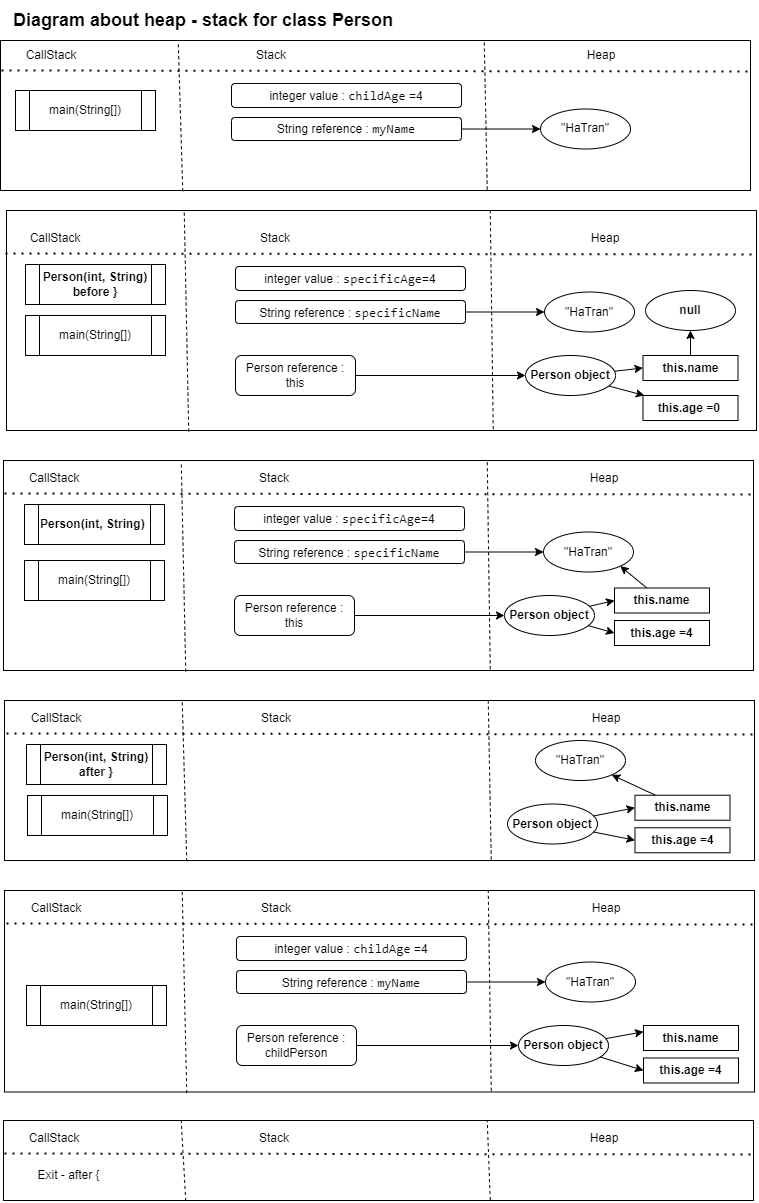 Diagram about heap - stack for class Person
CallStack Stack Heap
integer value : childAge =4
main(String[])
String reference : myName
"HaTran"
CallStack Stack Heap
Person(int, String)
before }
integer value : specificAge=4
String reference : specificName
"HaTran"
null
main(String[])
Person reference :
this
Person object
this.name
this.age =0
CallStack Stack Heap
Person(int, String)
integer value : specificAge=4
String reference : specificName
"HaTran"
main(String[])
Person reference :
this
Person object
this.name
this.age =4
CallStack Stack Heap
Person(int, String)
after }
"HaTran"
main(String[])
Person object
this.name
this.age =4
CallStack Stack Heap
integer value : childAge =4
String reference : myName
"HaTran"
main(String[])
Person reference :
childPerson
Person object
this.name
this.age =4
CallStack Stack Heap
Exit - after {